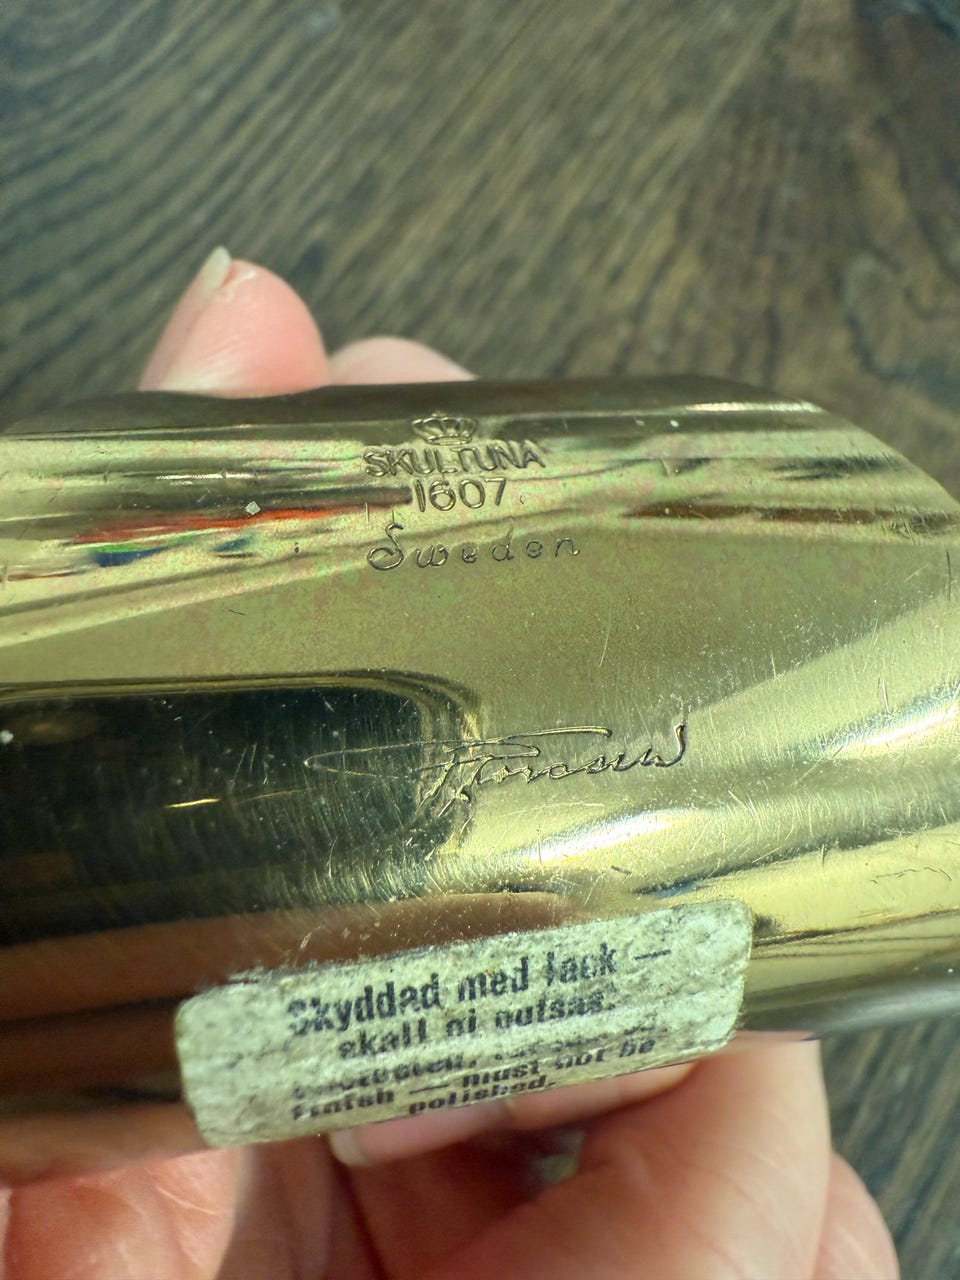 SKULTUNA
1607
Sweden
Skyddad med lack —
skall ej putsas.
finish — must not be
polished.